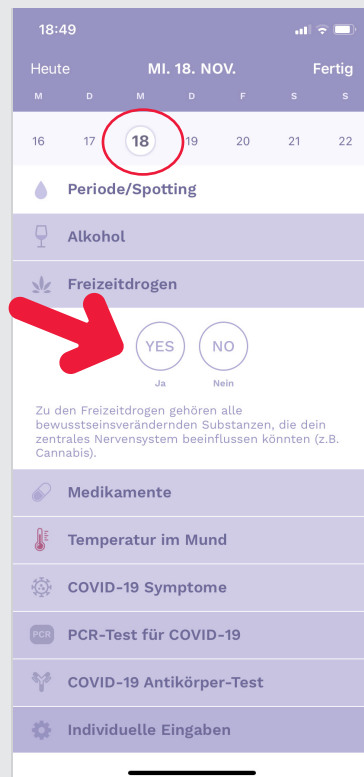 18:49
Heute MI. 18. NOV. Fertig
M D M D F S S
16 17 18 19 20 21 22
Periode/Spotting
Alkohol
Freizeitdrogen
YES NO
Ja Nein
Zu den Freizeitdrogen gehören alle
bewusstseinsverändernden Substanzen, die dein
zentrales Nervensystem beeinflussen könnten (z.B.
Cannabis).
Medikamente
Temperatur im Mund
COVID-19 Symptome
PCR PCR-Test für COVID-19
COVID-19 Antikörper-Test
Individuelle Eingaben